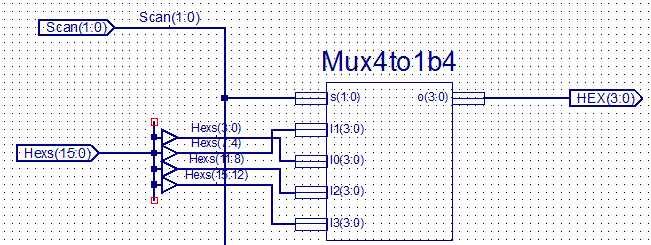 Scan(1:0)
Scan(1:0)
Mux4to1b4
s(1:0)
o(3:0)
HEX(3:0)
Hexs(3:0)
I1(3:0)
Hexs(7:4)
Hexs(15:0)
Hexs(11:8)
I0(3:0)
Hexs(15:12)
I2(3:0)
I3(3:0)